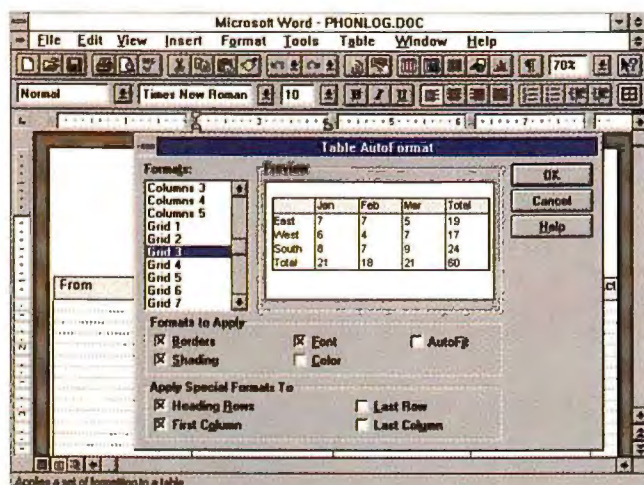 Microsoft Word - PHONLOG.DOC
File Edit View Insert Format Tools Table Window Help
70%
Normal Times New Roman 10 B I U
Table AutoFormat
Formats:
Columns 3
Columns 4
Columns 5
Grid 1
Grid 2
Grid 3
Grid 4
Grid 5
Grid 6
Grid 7
Preview
Jan Feb Mar Total
East 7 7 5 19
West 6 4 7 17
South 8 7 9 24
Total 21 18 21 60
OK
Cancel
Help
From
Formats to Apply
Borders Font AutoFit
Shading Color
Apply Special Formats To
Heading Rows Last Row
First Column Last Column
Applies a set of formatting to a table